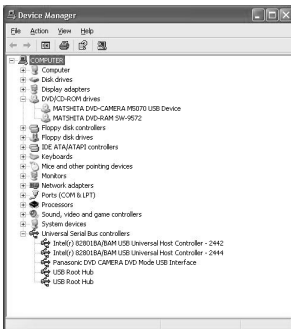 Device Manager
File Action View Help
COMPUTER
Computer
Disk drives
Display adapters
DVD/CD-ROM drives
MATSHITA DVD-CAMERA M5070 USB Device
MATSHITA DVD-RAM SW-9572
Floppy disk controllers
Floppy disk drives
IDE ATA/ATAPI controllers
Keyboards
Mice and other pointing devices
Monitors
Network adapters
Ports (COM & LPT)
Processors
Sound, video and game controllers
System devices
Universal Serial Bus controllers
Intel(r) 82801BA/BAM USB Universal Host Controller - 2442
Intel(r) 82801BA/BAM USB Universal Host Controller - 2444
Panasonic DVD CAMERA DVD Mode USB Interface
USB Root Hub
USB Root Hub